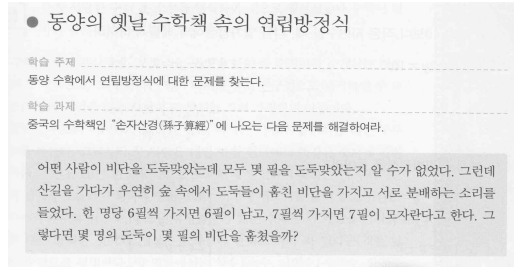 ● 동양의 옛날 수학책 속의 연립방정식
학습 주제
동양 수학에서 연립방정식에 대한 문제를 찾는다.
학습 과제
중국의 수학책인 “손자산경(孫子算經)”에 나오는 다음 문제를 해결하여라.
어떤 사람이 비단을 도둑맞았는데 모두 몇 필을 도둑맞았는지 알 수가 없었다. 그런데
산길을 가다가 우연히 숲 속에서 도둑들이 훔친 비단을 가지고 서로 분배하는 소리를
들었다. 한 명당 6필씩 가지면 6필이 남고, 7필씩 가지면 7필이 모자란다고 한다. 그
렇다면 몇 명의 도둑이 몇 필의 비단을 훔쳤을까?